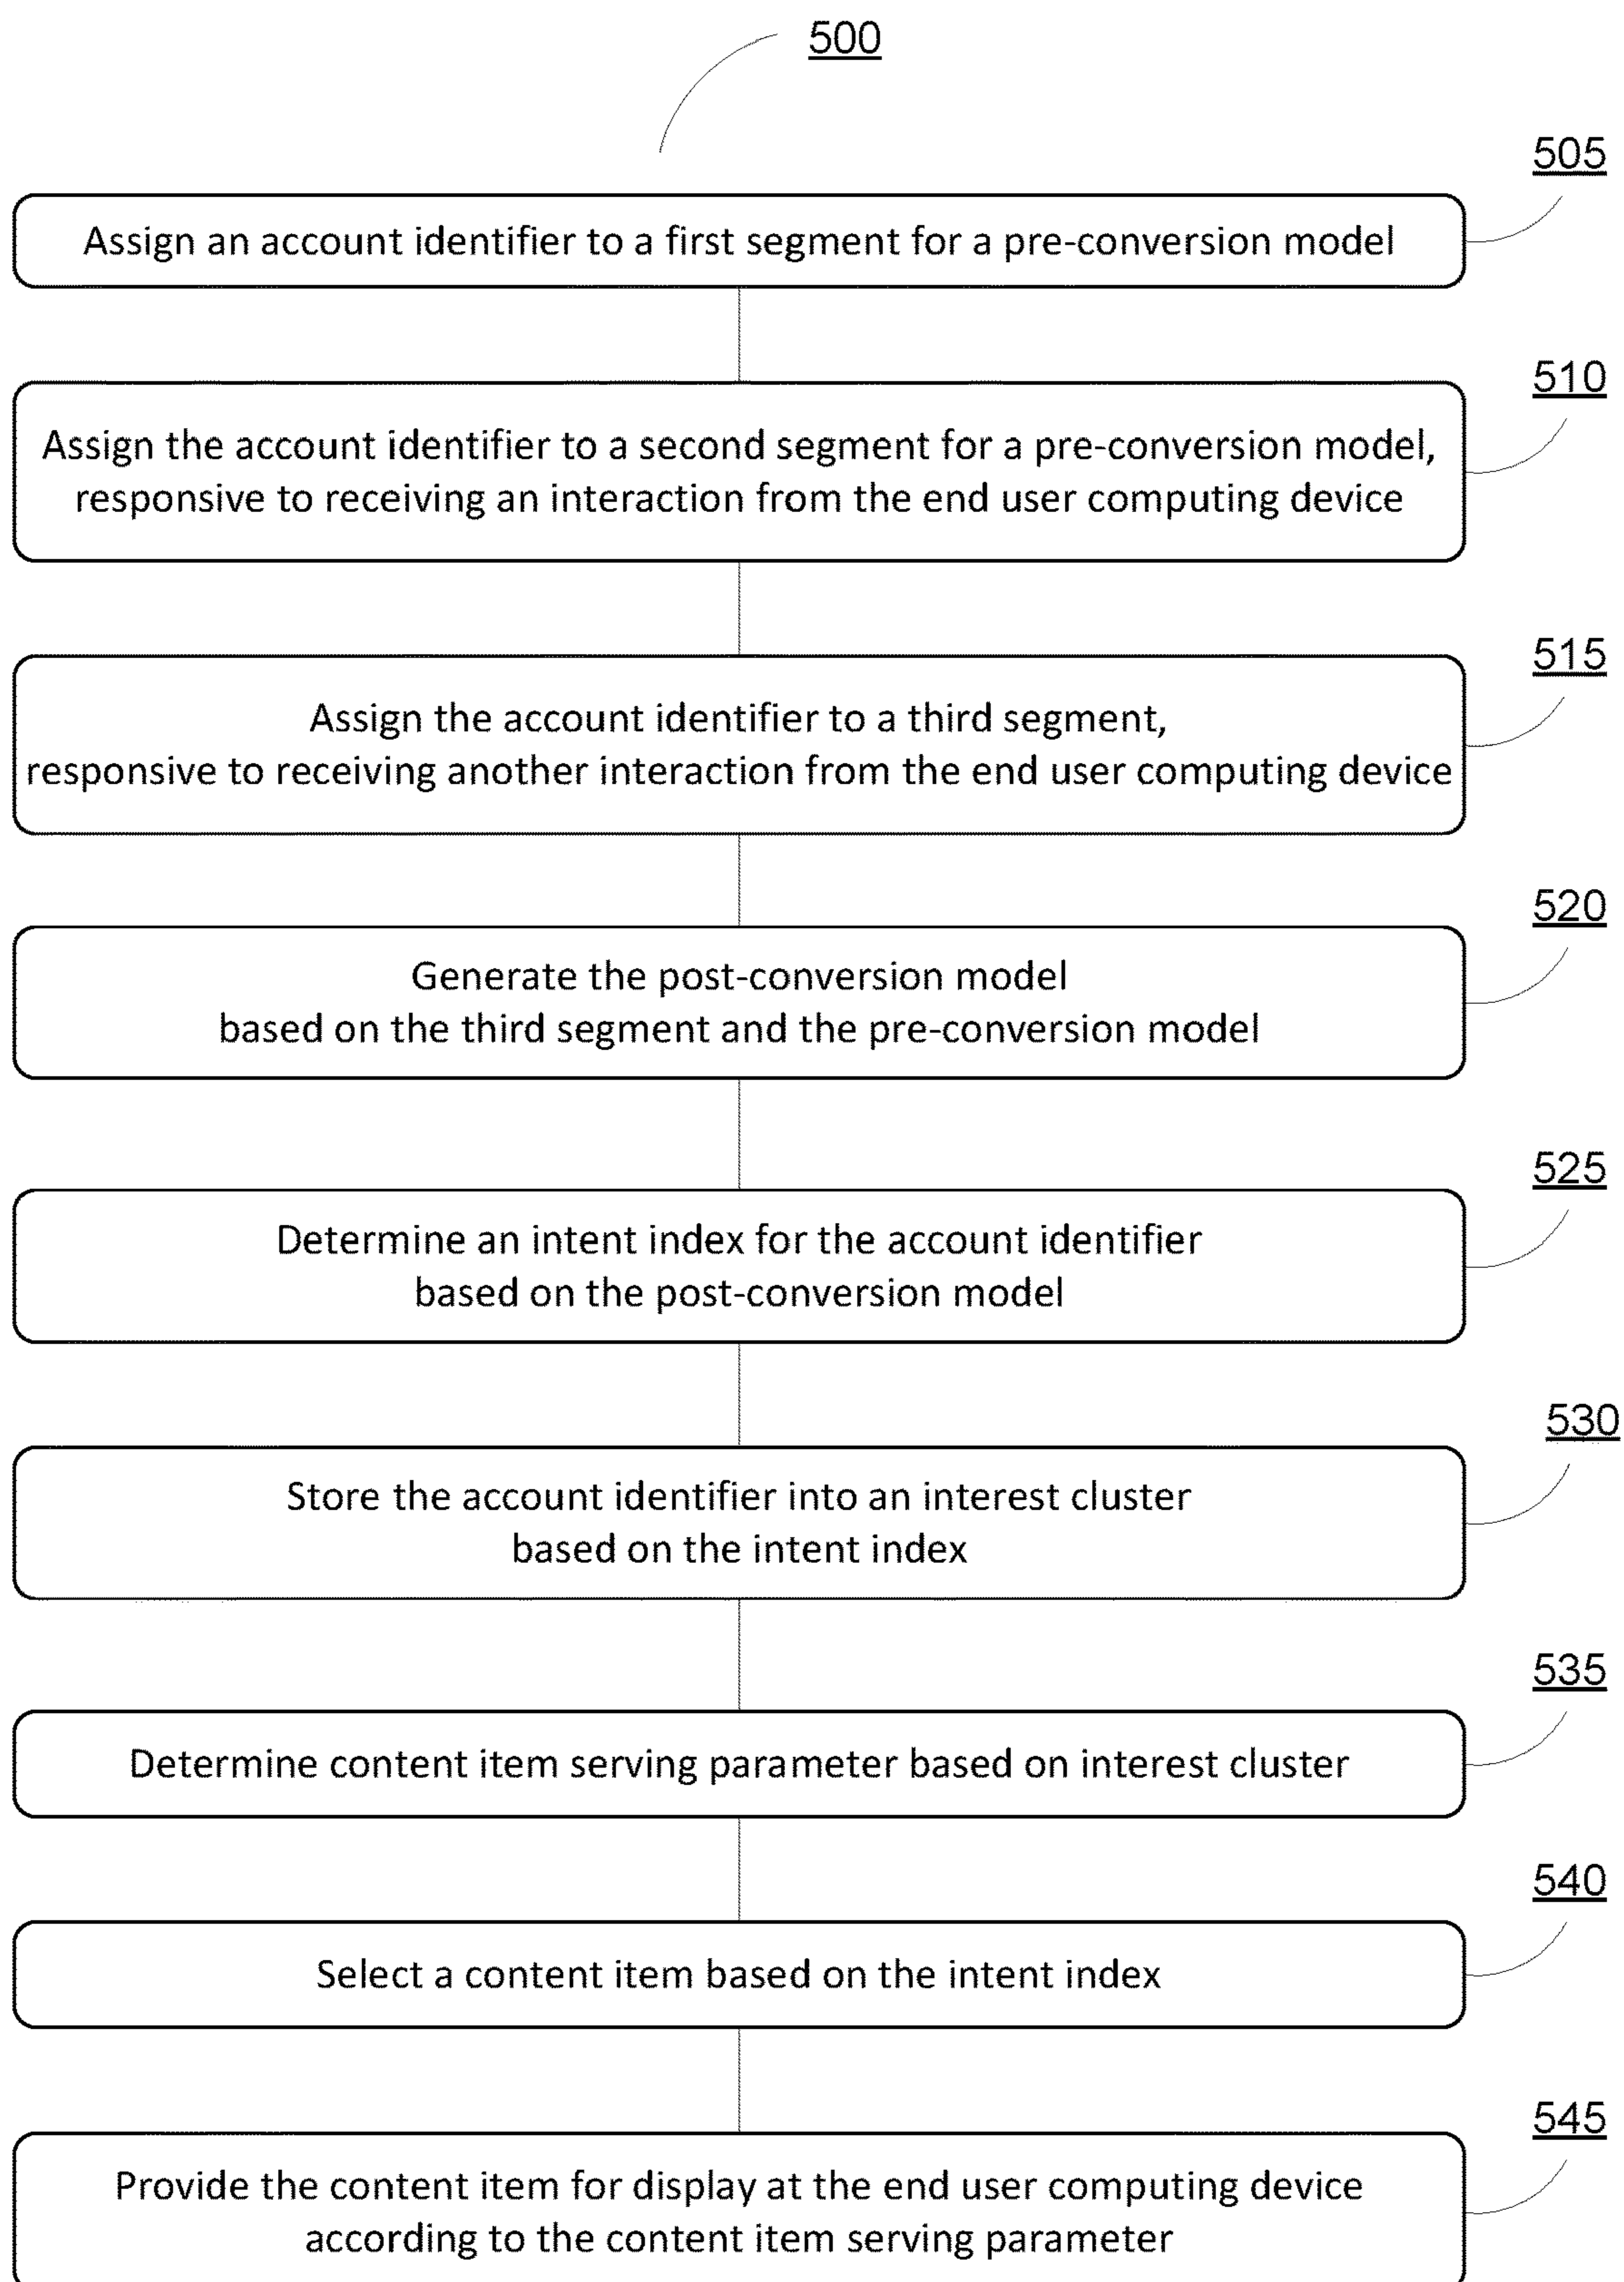 500
505
Assign an account identifier to a first segment for a pre-conversion model
510
Assign the account identifier to a second segment for a pre-conversion model,
responsive to receiving an interaction from the end user computing device
515
Assign the account identifier to a third segment,
responsive to receiving another interaction from the end user computing device
520
Generate the post-conversion model
based on the third segment and the pre-conversion model
525
Determine an intent index for the account identifier
based on the post-conversion model
530
Store the account identifier into an interest cluster
based on the intent index
535
Determine content item serving parameter based on interest cluster
540
Select a content item based on the intent index
545
Provide the content item for display at the end user computing device
according to the content item serving parameter